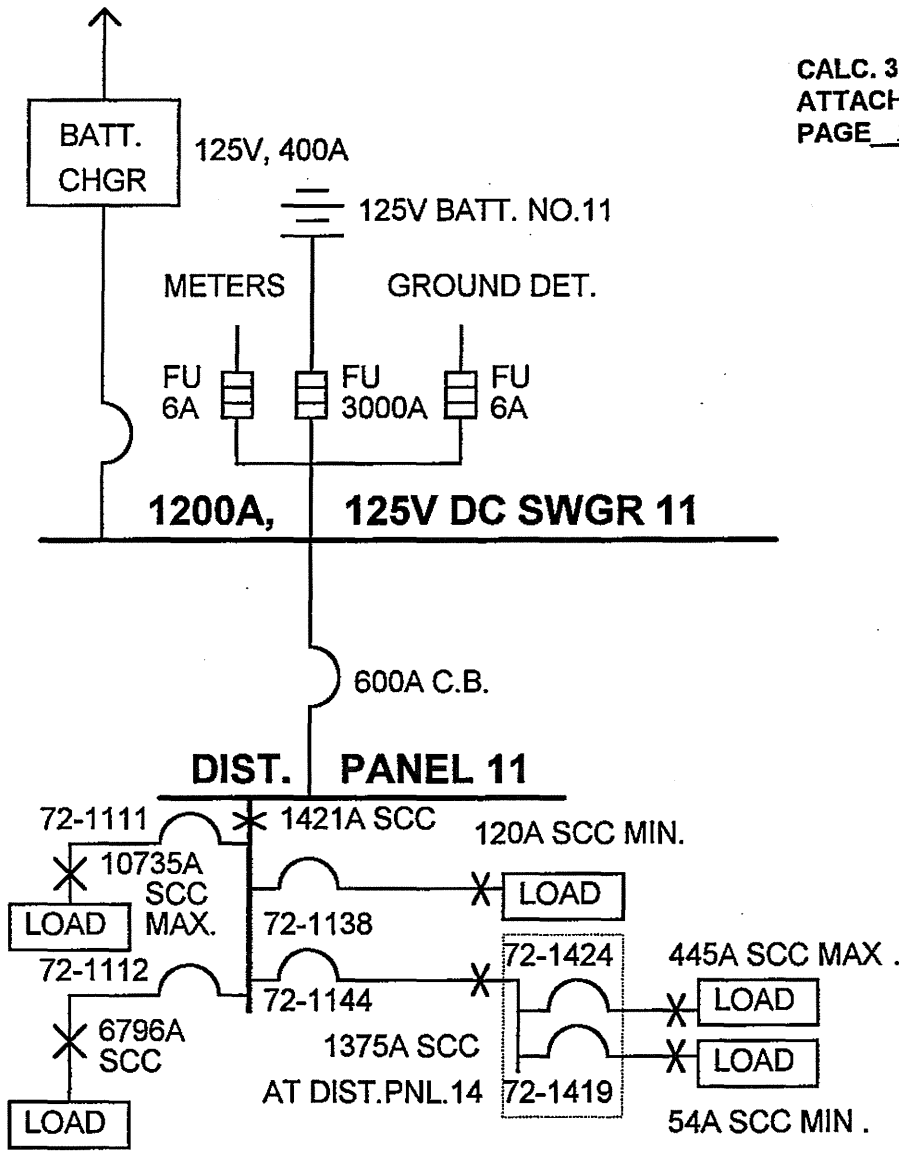 CALC. 3
ATTACH
PAGE
BATT.
CHGR
125V, 400A
125V BATT. NO.11
METERS
GROUND DET.
FU
6A
FU
3000A
FU
6A
1200A, 125V DC SWGR 11
600A C.B.
DIST. PANEL 11
72-1111
1421A SCC
120A SCC MIN.
10735A
SCC
MAX.
LOAD
LOAD
72-1138
72-1112
72-1144
72-1424
445A SCC MAX .
LOAD
6796A
SCC
1375A SCC
LOAD
AT DIST.PNL.14
72-1419
LOAD
54A SCC MIN .